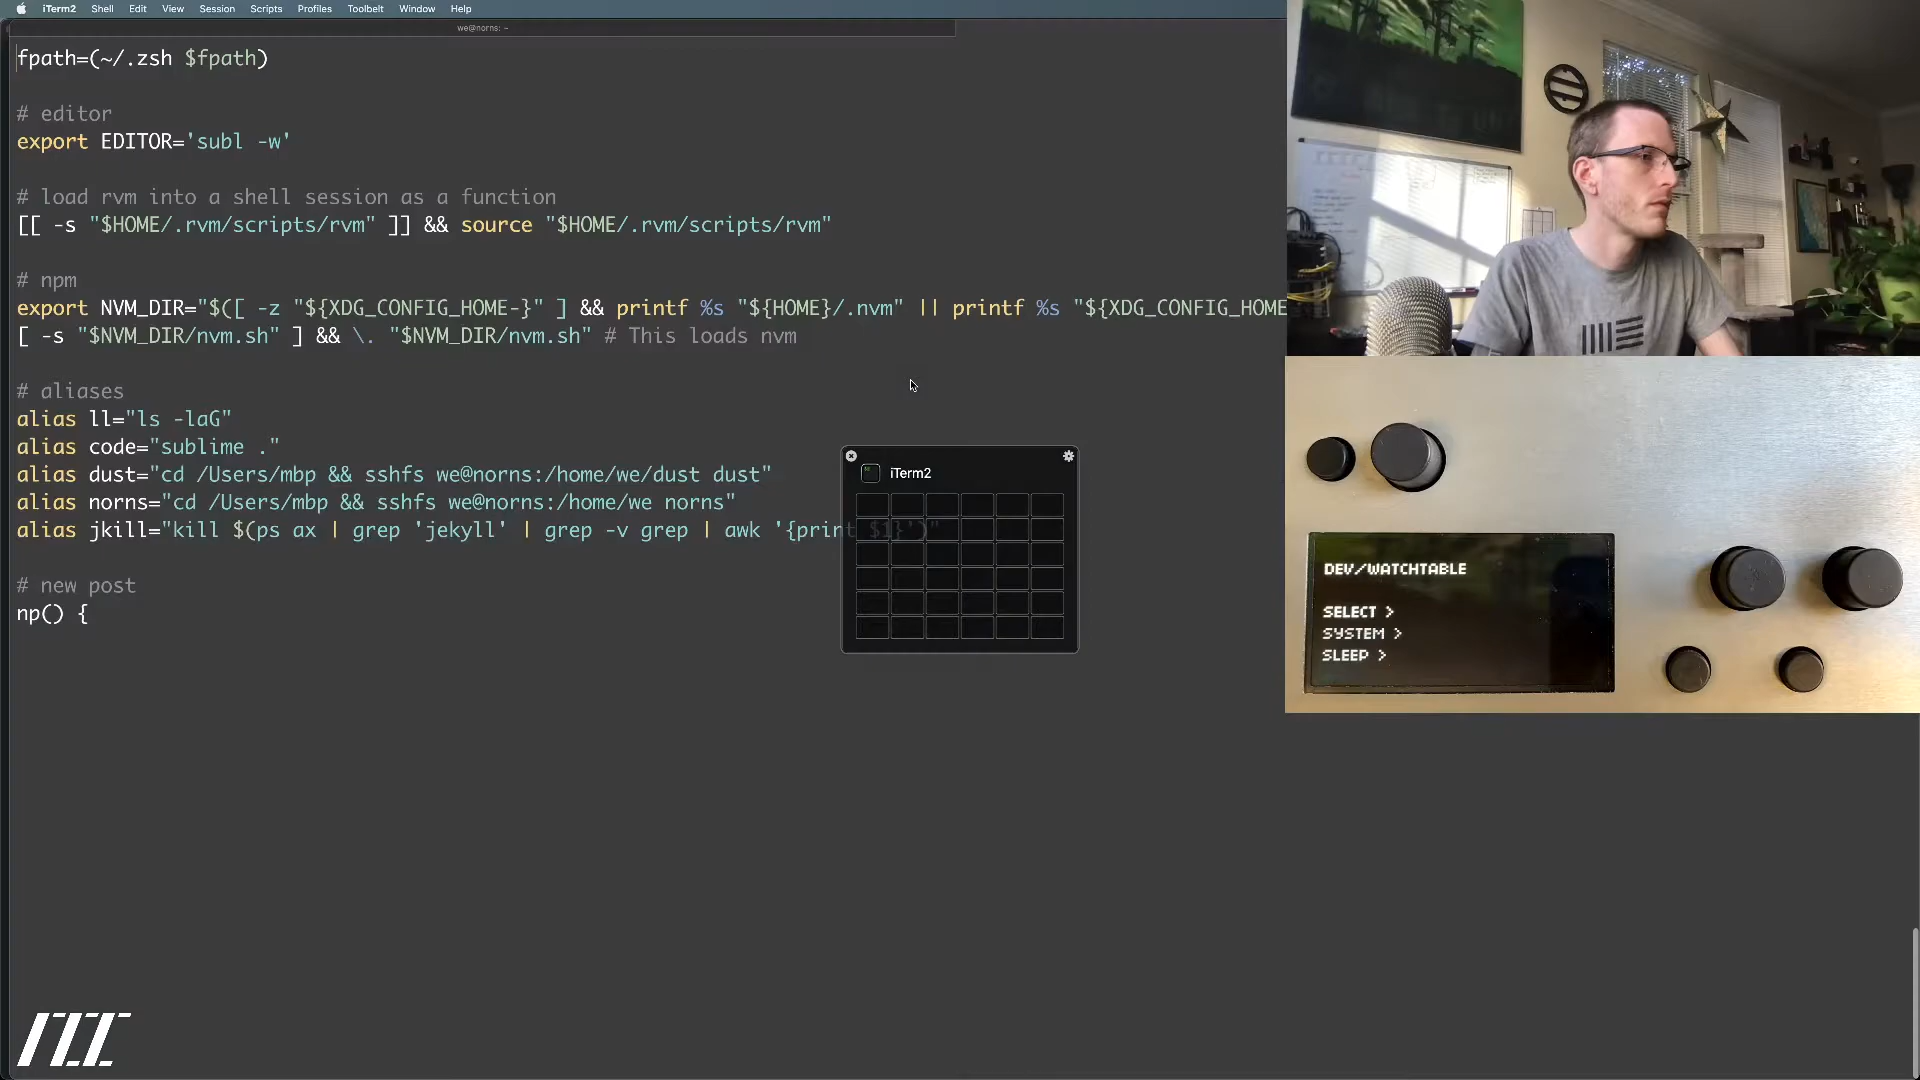 iTerm2 Shell Edit View Session Scripts Profiles Toolbelt Window Help
we@norns: ~
fpath=(~/.zsh $fpath)
# editor
export EDITOR='subl -w'
# load rvm into a shell session as a function
[[ -s "$HOME/.rvm/scripts/rvm" ]] && source "$HOME/.rvm/scripts/rvm"
# npm
export NVM_DIR="$([ -z "${XDG_CONFIG_HOME-}" ] && printf %s "${HOME}/.nvm" || printf %s "${XDG_CONFIG_HOME
[ -s "$NVM_DIR/nvm.sh" ] && \. "$NVM_DIR/nvm.sh" # This loads nvm
# aliases
alias ll="ls -laG"
alias code="sublime ."
alias dust="cd /Users/mbp && sshfs we@norns:/home/we/dust dust"
alias norns="cd /Users/mbp && sshfs we@norns:/home/we norns"
alias jkill="kill $(ps ax | grep 'jekyll' | grep -v grep | awk '{print $1}')"
# new post
np() {
iTerm2
DEV/WATCHTABLE
SELECT >
SYSTEM >
SLEEP >